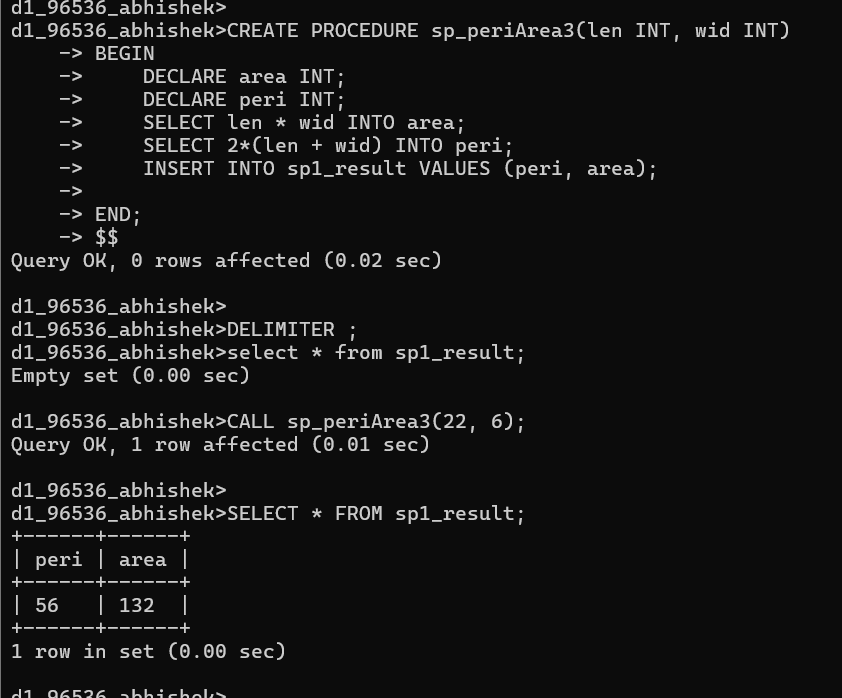 d1_96536_abhishek>
d1_96536_abhishek>CREATE PROCEDURE sp_periArea3(len INT, wid INT)
    -> BEGIN
    ->     DECLARE area INT;
    ->     DECLARE peri INT;
    ->     SELECT len * wid INTO area;
    ->     SELECT 2*(len + wid) INTO peri;
    ->     INSERT INTO sp1_result VALUES (peri, area);
    ->
    -> END;
    -> $$
Query OK, 0 rows affected (0.02 sec)

d1_96536_abhishek>
d1_96536_abhishek>DELIMITER ;
d1_96536_abhishek>select * from sp1_result;
Empty set (0.00 sec)

d1_96536_abhishek>CALL sp_periArea3(22, 6);
Query OK, 1 row affected (0.01 sec)

d1_96536_abhishek>
d1_96536_abhishek>SELECT * FROM sp1_result;
+------+------+
| peri | area |
+------+------+
| 56   | 132  |
+------+------+
1 row in set (0.00 sec)

d1_96536_abhishek>